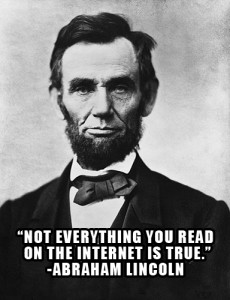 “NOT EVERYTHING YOU READ
ON THE INTERNET IS TRUE.”
-ABRAHAM LINCOLN